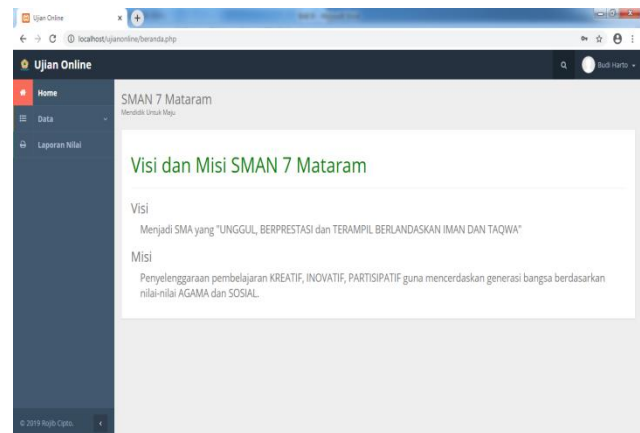 Ujian Online
localhost/ujianonline/beranda.php
Ujian Online
Budi Harto
Home
Data
Laporan Nilai
SMAN 7 Mataram
Mendidik Untuk Maju
Visi dan Misi SMAN 7 Mataram
Visi
Menjadi SMA yang "UNGGUL, BERPRESTASI dan TERAMPIL BERLANDASKAN IMAN DAN TAQWA"
Misi
Penyelenggaraan pembelajaran KREATIF, INOVATIF, PARTISIPATIF guna mencerdaskan generasi bangsa berdasarkan
nilai-nilai AGAMA dan SOSIAL.
© 2019 Rojib Cipto.